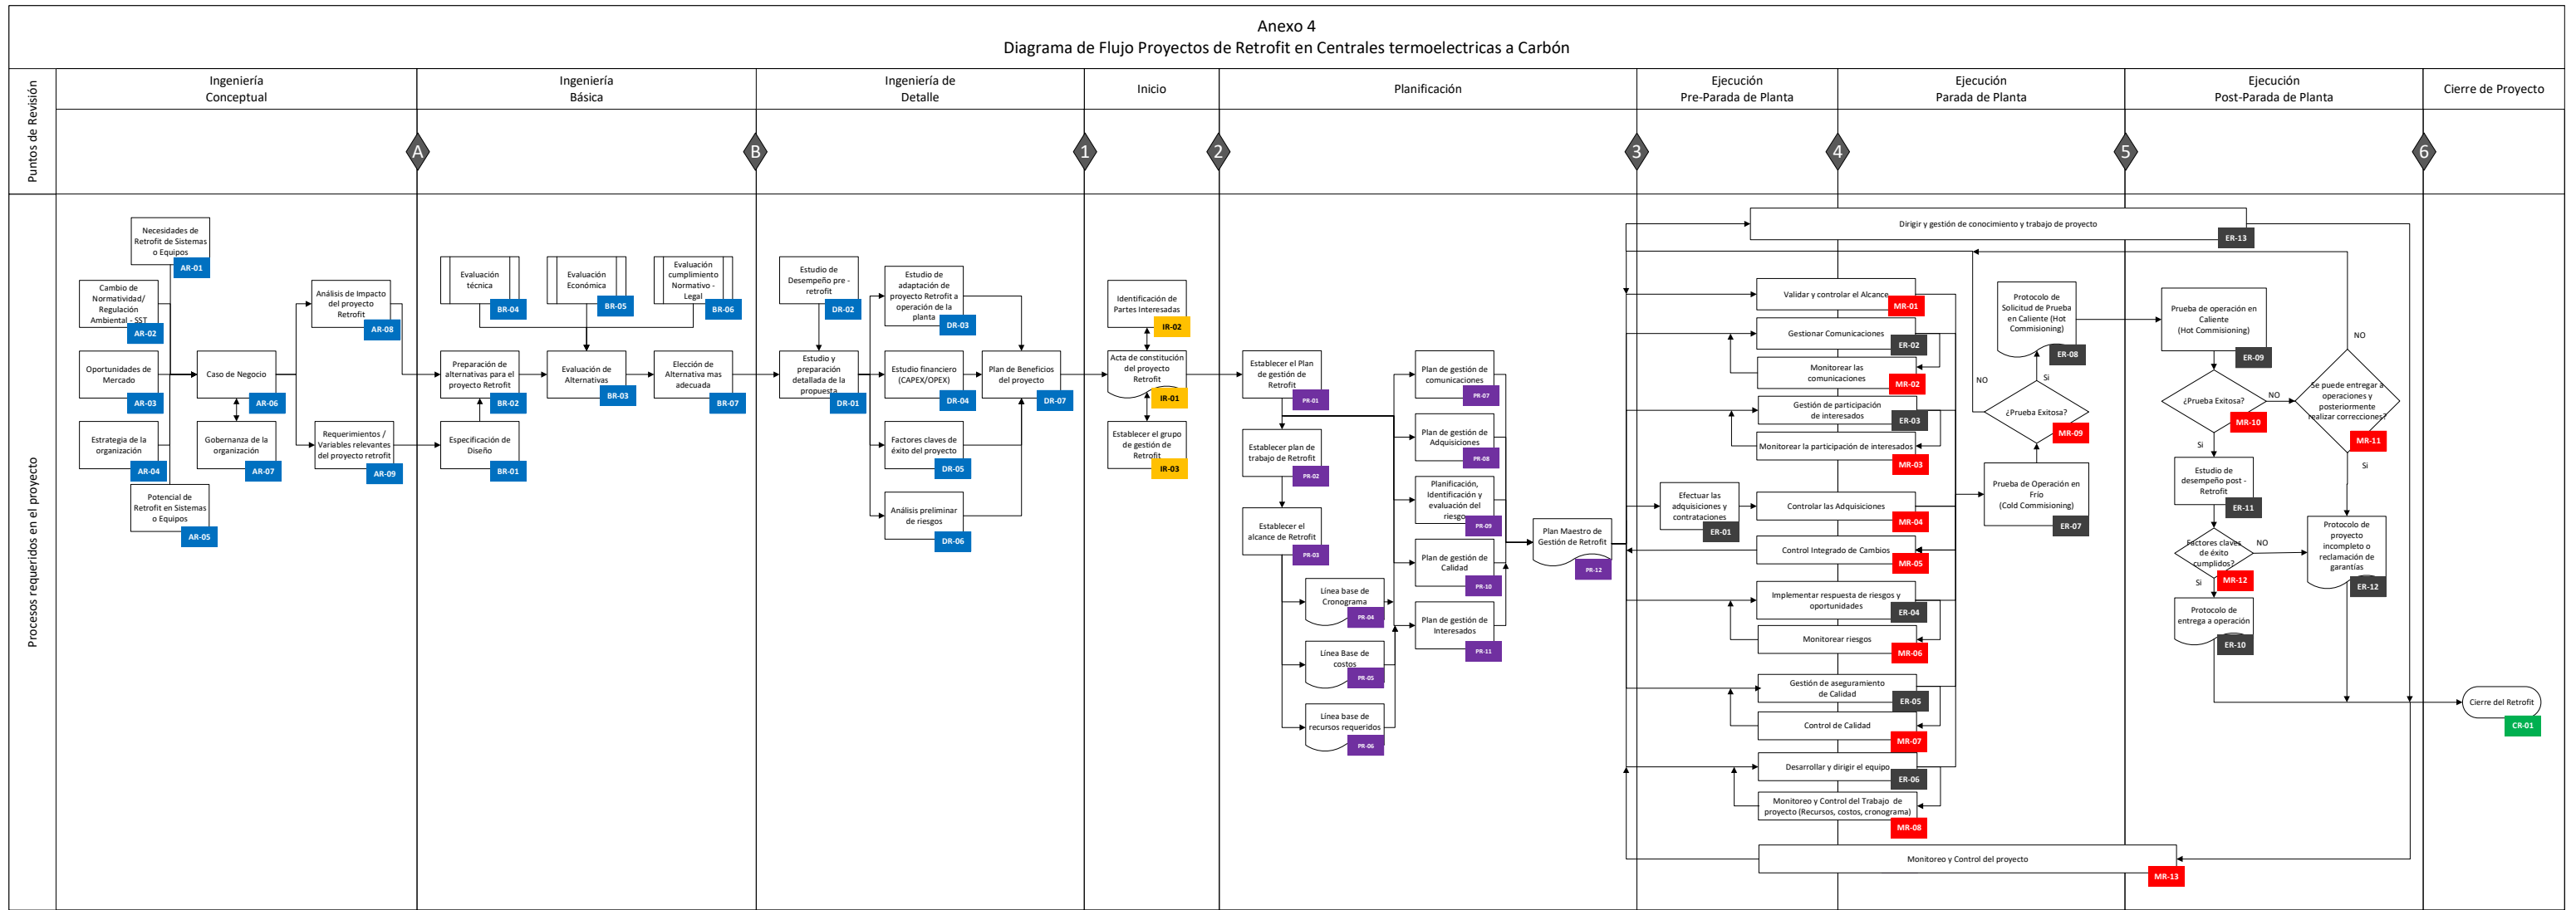 Anexo 4
Diagrama de Flujo Proyectos de Retrofit en Centrales termoelectricas a Carbón
Puntos de Revisión
Ingeniería
Conceptual
Ingeniería
Básica
Ingeniería de
Detalle
Inicio
Planificación
Ejecución
Pre-Parada de Planta
Ejecución
Parada de Planta
Ejecución
Post-Parada de Planta
Cierre de Proyecto
A
B
1
2
3
4
5
6
Procesos requeridos en el proyecto
Necesidades de
Retrofit de Sistemas
o Equipos
AR-01
Cambio de
Normatividad/
Regulación
Ambiental - SST
AR-02
Oportunidades de
Mercado
AR-03
Estrategia de la
organización
AR-04
Potencial de
Retrofit en Sistemas
o Equipos
AR-05
Caso de Negocio
AR-06
Gobernanza de la
organización
AR-07
Análisis de Impacto
del proyecto
Retrofit
AR-08
Requerimientos /
Variables relevantes
del proyecto retrofit
AR-09
Evaluación
técnica
BR-04
Evaluación
Económica
BR-05
Evaluación
cumplimiento
Normativo -
Legal
BR-06
Preparación de
alternativas para el
proyecto Retrofit
BR-02
Evaluación de
Alternativas
BR-03
Elección de
Alternativa mas
adecuada
BR-07
Especificación de
Diseño
BR-01
Estudio de
Desempeño pre -
retrofit
DR-02
Estudio de
adaptación de
proyecto Retrofit a
operación de la
planta
DR-03
Estudio y
preparación
detallada de la
propuesta
DR-01
Estudio financiero
(CAPEX/OPEX)
DR-04
Plan de Beneficios
del proyecto
DR-07
Factores claves de
éxito del proyecto
DR-05
Análisis preliminar
de riesgos
DR-06
Identificación de
Partes Interesadas
IR-02
Acta de constitución
del proyecto
Retrofit
IR-01
Establecer el grupo
de gestión de
Retrofit
IR-03
Establecer el Plan
de gestión de
Retrofit
PR-01
Establecer plan de
trabajo de Retrofit
PR-02
Establecer el
alcance de Retrofit
PR-03
Línea base de
Cronograma
PR-04
Línea Base de
costos
PR-05
Línea base de
recursos requeridos
PR-06
Plan de gestión de
comunicaciones
PR-07
Plan de gestión de
Adquisiciones
PR-08
Planificación,
Identificación y
evaluación del
riesgo
PR-09
Plan de gestión de
Calidad
PR-10
Plan de gestión de
Interesados
PR-11
Plan Maestro de
Gestión de Retrofit
PR-12
Dirigir y gestión de conocimiento y trabajo de proyecto
ER-13
Validar y controlar el Alcance
MR-01
Gestionar Comunicaciones
ER-02
Monitorear las
comunicaciones
MR-02
Gestión de participación
de interesados
ER-03
Monitorear la participación de interesados
MR-03
Efectuar las
adquisiciones y
contrataciones
ER-01
Controlar las Adquisiciones
MR-04
Control Integrado de Cambios
MR-05
Implementar respuesta de riesgos y
oportunidades
ER-04
Monitorear riesgos
MR-06
Gestión de aseguramiento
de Calidad
ER-05
Control de Calidad
MR-07
Desarrollar y dirigir el equipo
ER-06
Monitoreo y Control del Trabajo de
proyecto (Recursos, costos, cronograma)
MR-08
Monitoreo y Control del proyecto
MR-13
Protocolo de
Solicitud de Prueba
en Caliente (Hot
Commisioning)
ER-08
NO
Si
¿Prueba Exitosa?
MR-09
Prueba de Operación en
Frío
(Cold Commisioning)
ER-07
Prueba de operación en
Caliente
(Hot Commisioning)
ER-09
¿Prueba Exitosa?
MR-10
NO
Si
NO
Se puede entregar a
operaciones y
posteriormente
realizar correcciones?
MR-11
Si
Estudio de
desempeño post -
Retrofit
ER-11
Factores claves
de éxito
cumplidos?
MR-12
NO
Si
Protocolo de
proyecto
incompleto o
reclamación de
garantías
ER-12
Protocolo de
entrega a operación
ER-10
Cierre del Retrofit
CR-01